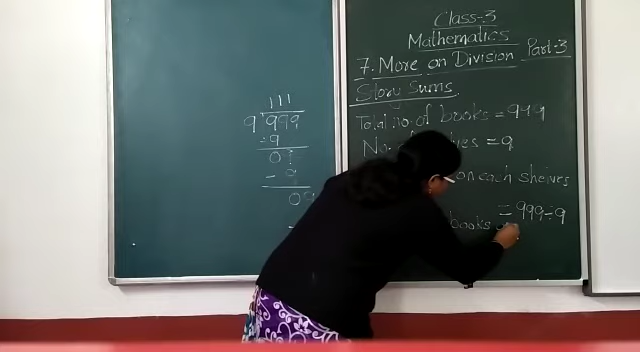 Class-3
Mathematics
7. More on Division Part-3
Story Sums
Total no. of books = 999
No. of = 9
on each shelves
= 999÷9
books
111
9 999
- 9
09
- 9
09